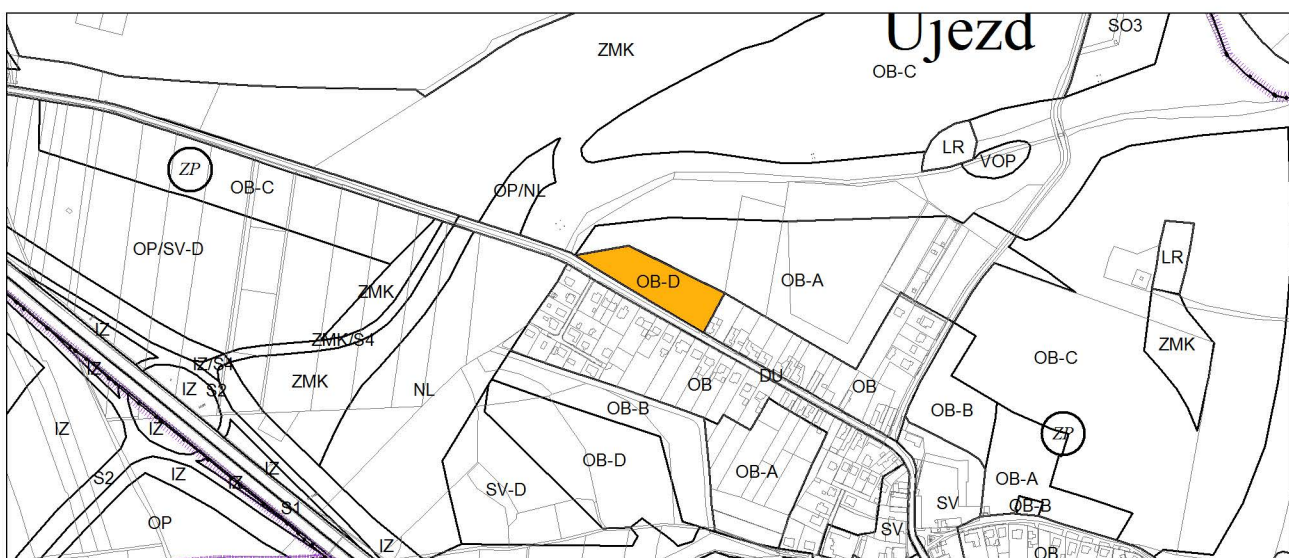 Újezd
SO3
ZMK
OB-C
LR
VOP
ZP
OB-C
OP/NL
OP/SV-D
OB-D
OB-A
LR
ZMK
ZMK/S4
IZ
IZ
IZ/S4
ZMK
NL
IZ
S2
OB
DU
OB
OB-C
ZMK
OB-B
OB-B
ZP
IZ
IZ
IZ
S2
IZ
IZ
IZ
S1
OB-D
SV-D
OB-A
OB-A
SV
OB-B
OP
SV
IZ
OB